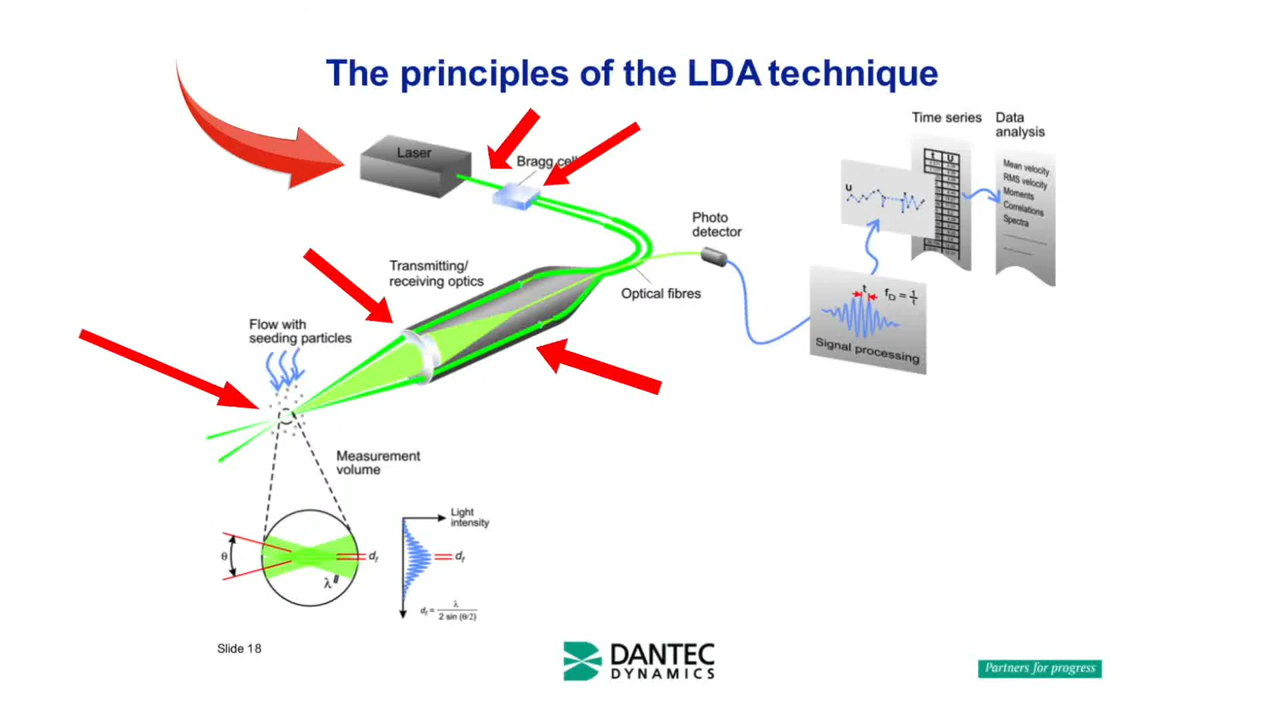 The principles of the LDA technique
Laser
Bragg cell
Time series
Data
analysis
t U
Mean velocity
RMS velocity
Moments
Correlations
Spectra
U
Photo
detector
Transmitting/
receiving optics
Optical fibres
t
f_D = 1/t
Signal processing
Flow with
seeding particles
Measurement
volume
Light
intensity
θ
d_f
λ
d_f
d_f = λ / 2 sin (θ/2)
Slide 18
DANTEC
DYNAMICS
Partners for progress